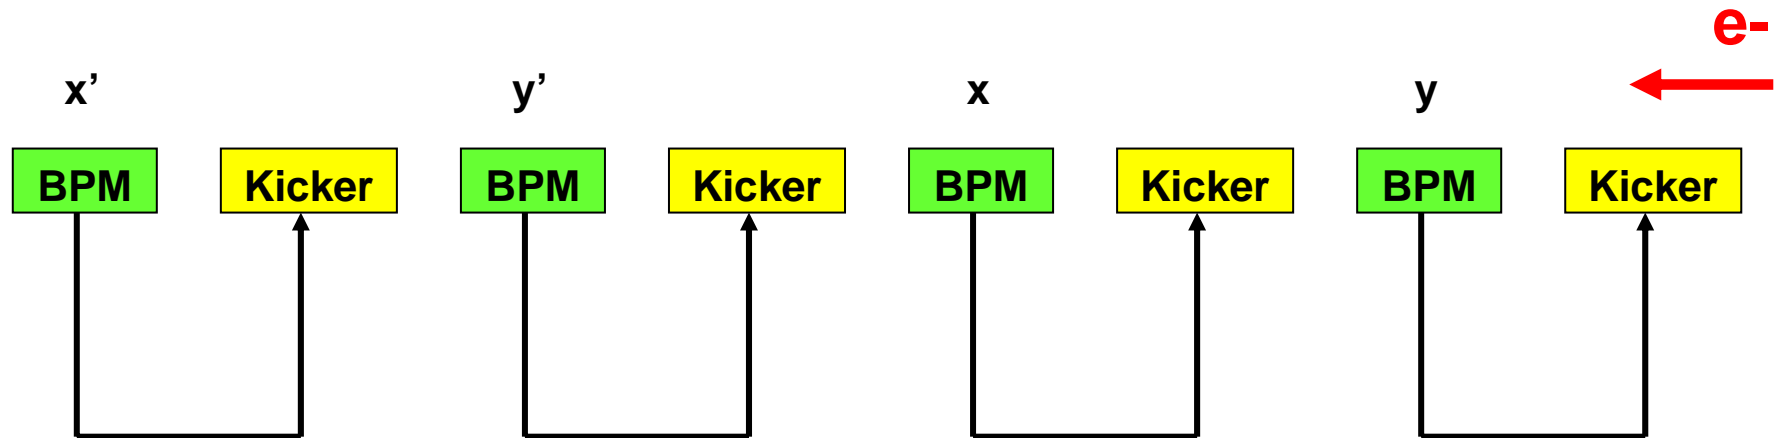 e-
x’ y’ x y
BPM Kicker BPM Kicker BPM Kicker BPM Kicker